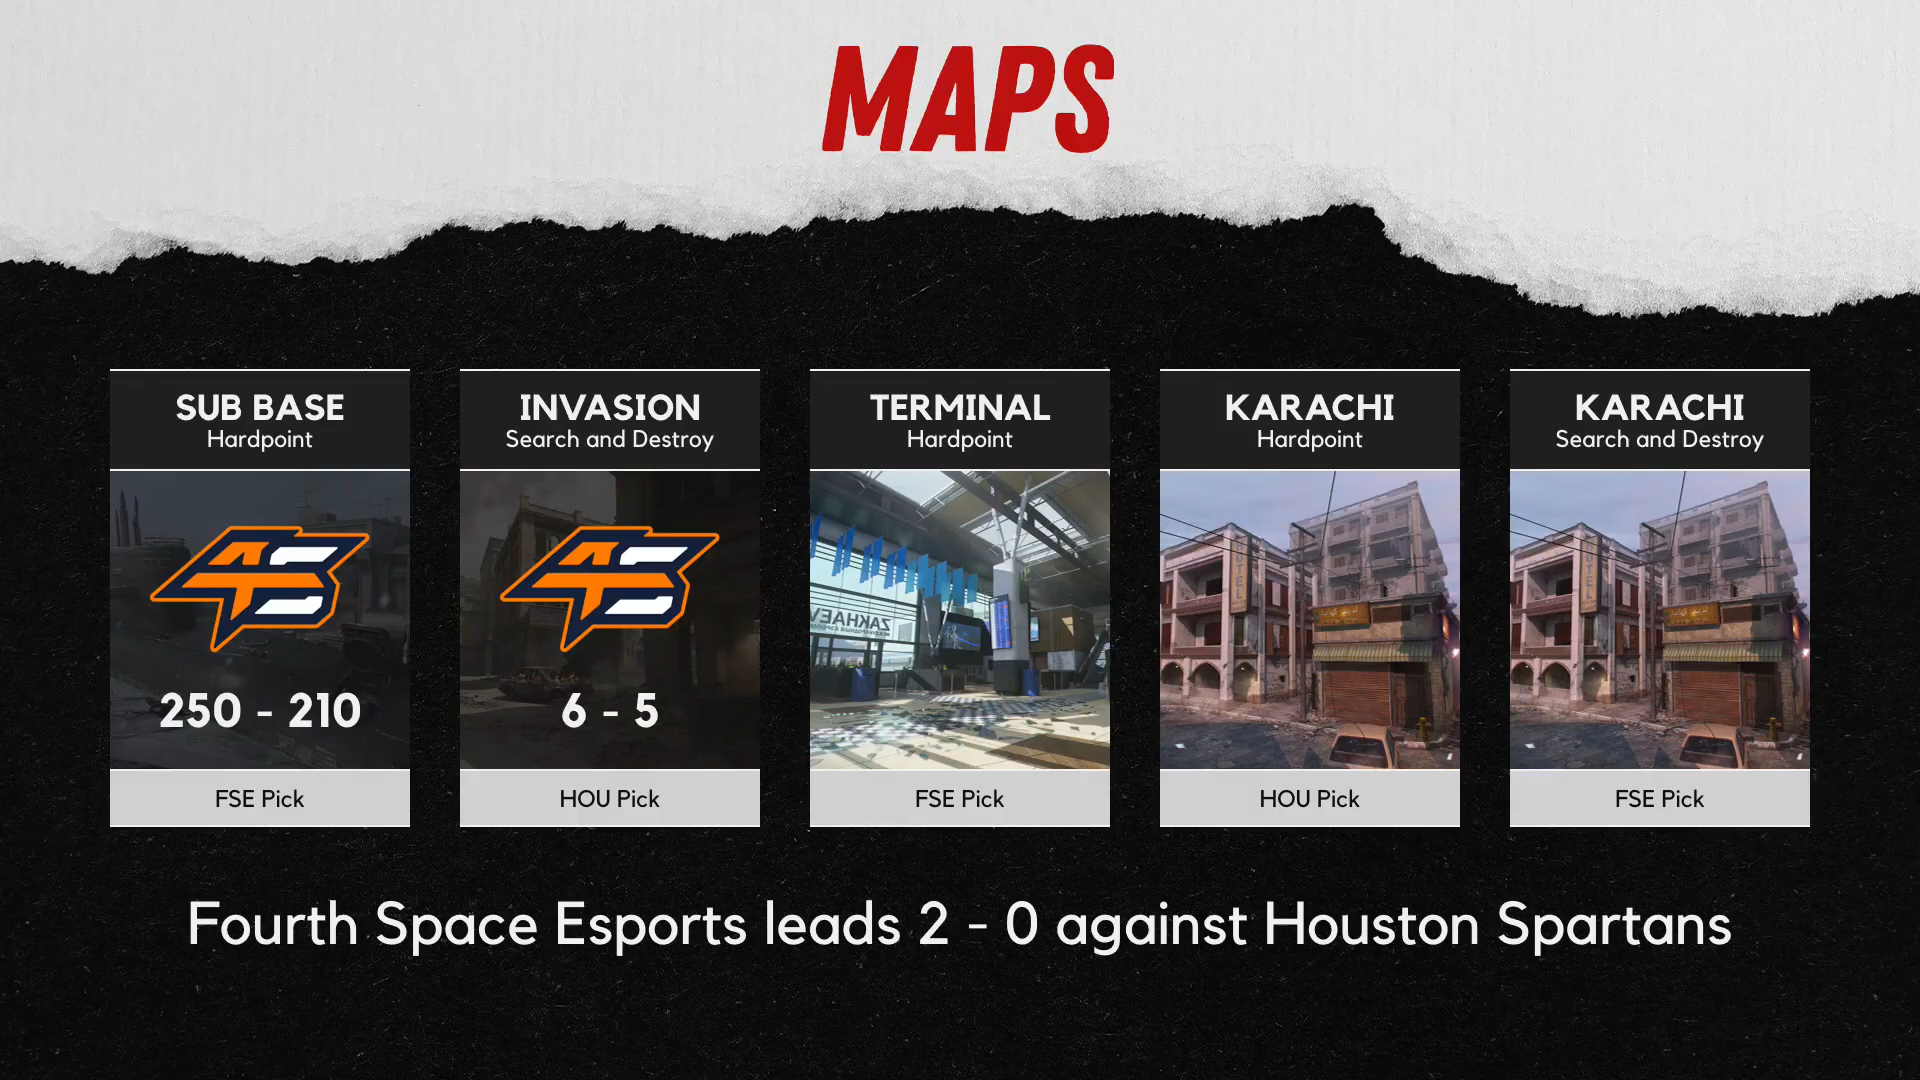 MAPS
SUB BASE
Hardpoint
250 - 210
FSE Pick
INVASION
Search and Destroy
6 - 5
HOU Pick
TERMINAL
Hardpoint
FSE Pick
KARACHI
Hardpoint
HOU Pick
KARACHI
Search and Destroy
FSE Pick
Fourth Space Esports leads 2 - 0 against Houston Spartans